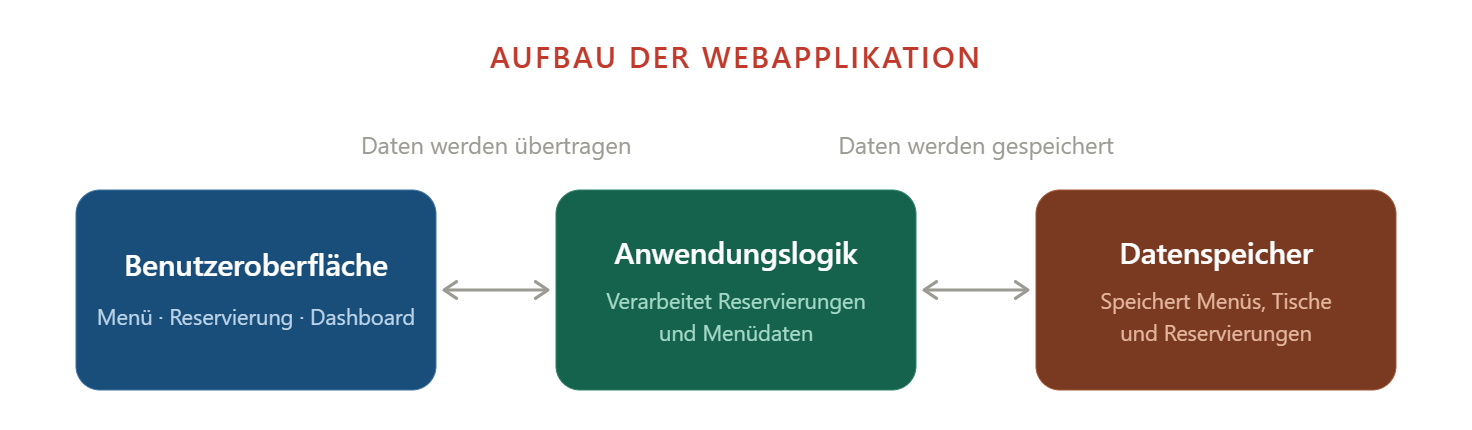 AUFBAU DER WEBAPPLIKATION
Daten werden übertragen
Daten werden gespeichert
Benutzeroberfläche
Menü · Reservierung · Dashboard
Anwendungslogik
Verarbeitet Reservierungen
und Menüdaten
Datenspeicher
Speichert Menüs, Tische
und Reservierungen